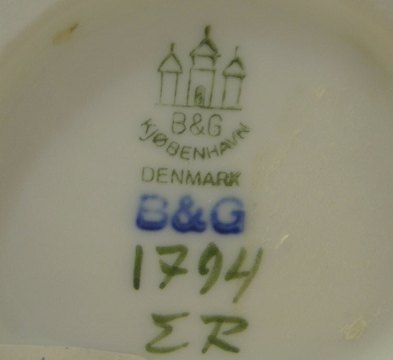 B&G
KJØBENHAVN
DENMARK
B&G
1794
ER